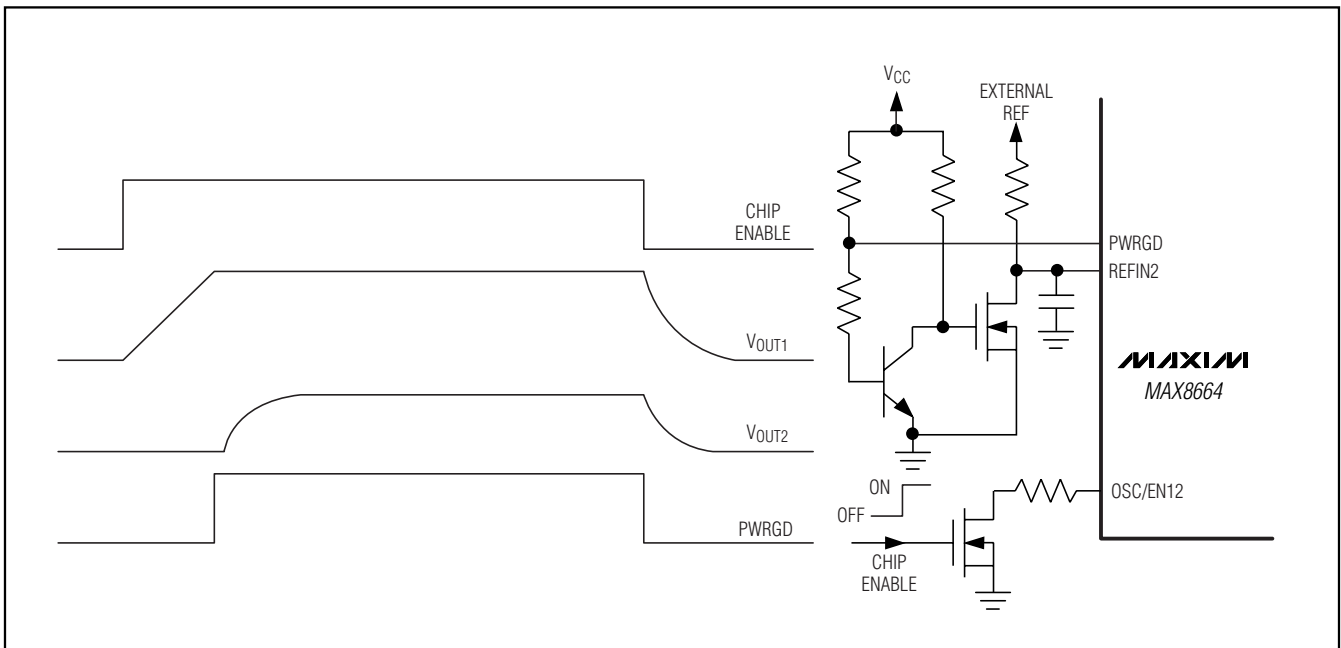 CHIP
ENABLE
VOUT1
VOUT2
PWRGD
VCC
EXTERNAL
REF
PWRGD
REFIN2
MAXIM
MAX8664
ON
OFF
OSC/EN12
CHIP
ENABLE